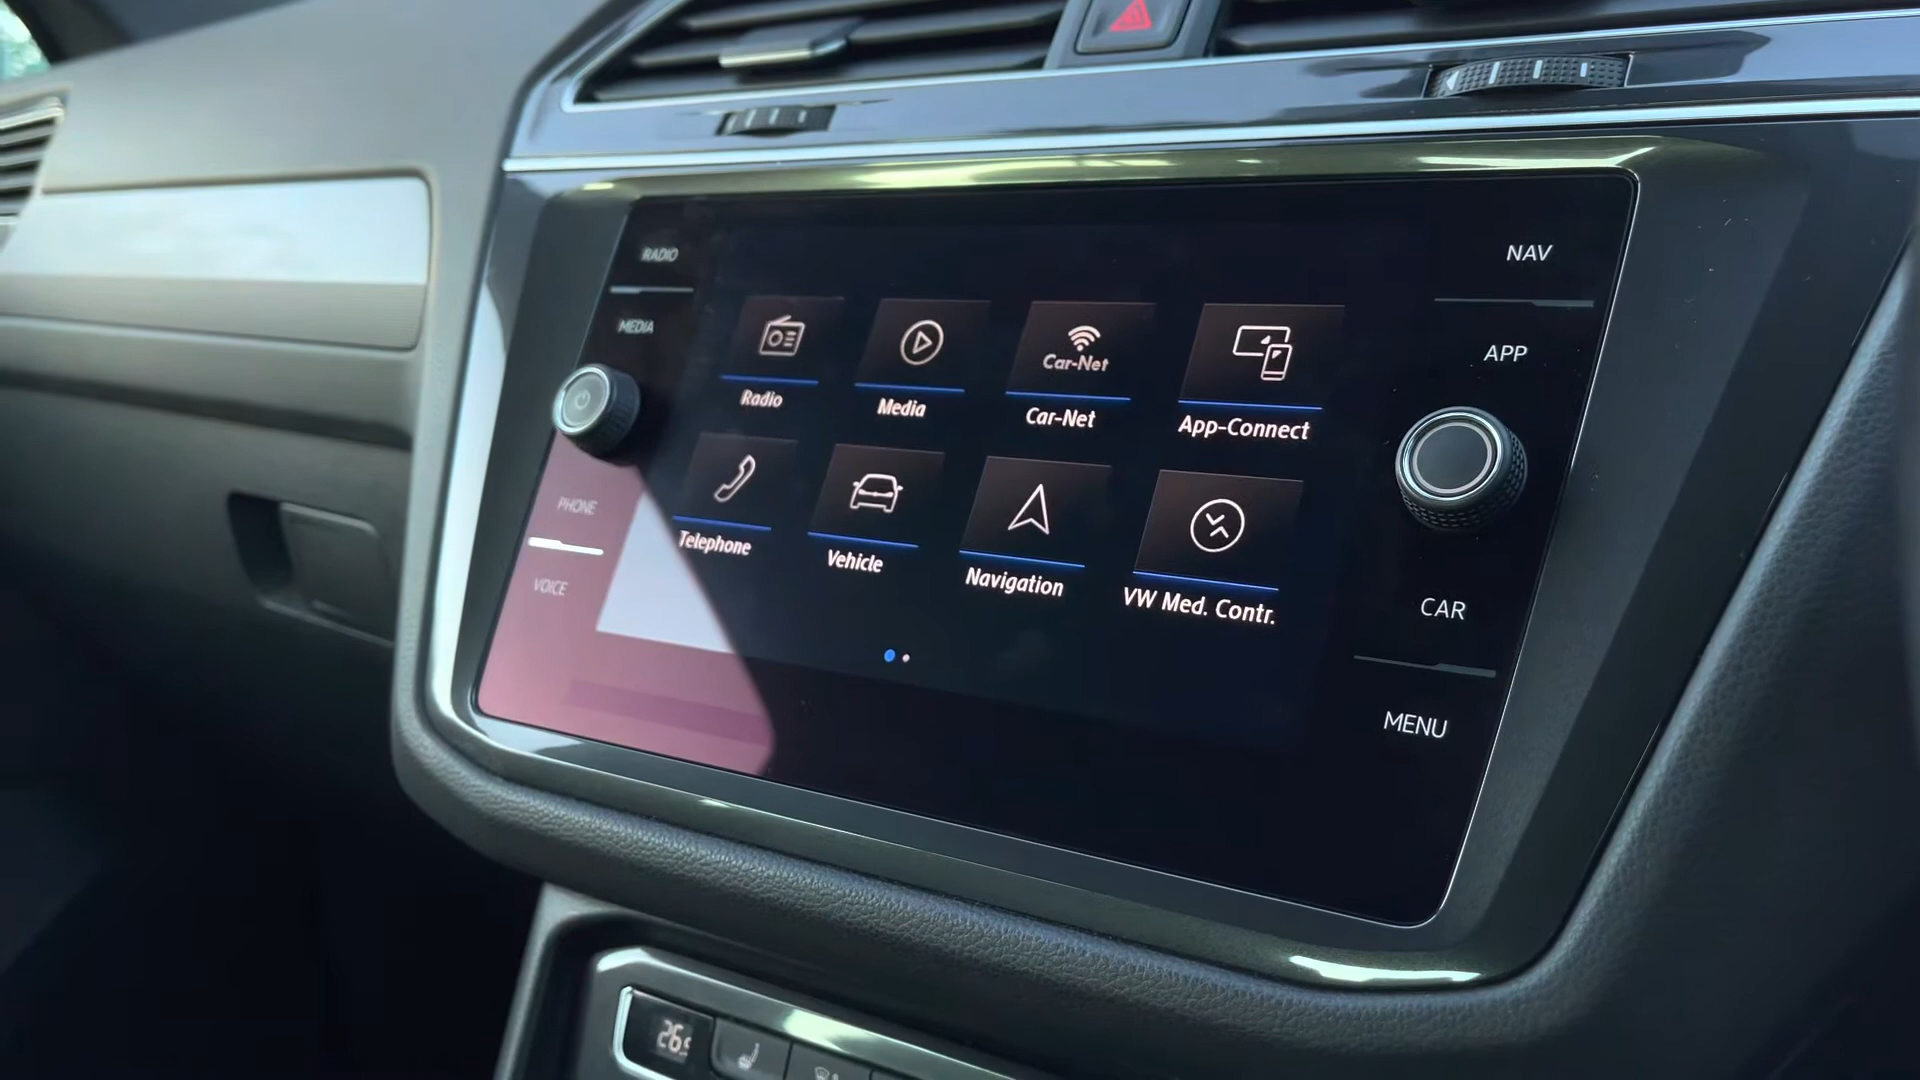 RADIO
MEDIA
PHONE
VOICE
Car-Net
Radio
Media
Car-Net
App-Connect
Telephone
Vehicle
Navigation
VW Med. Contr.
NAV
APP
CAR
MENU
26